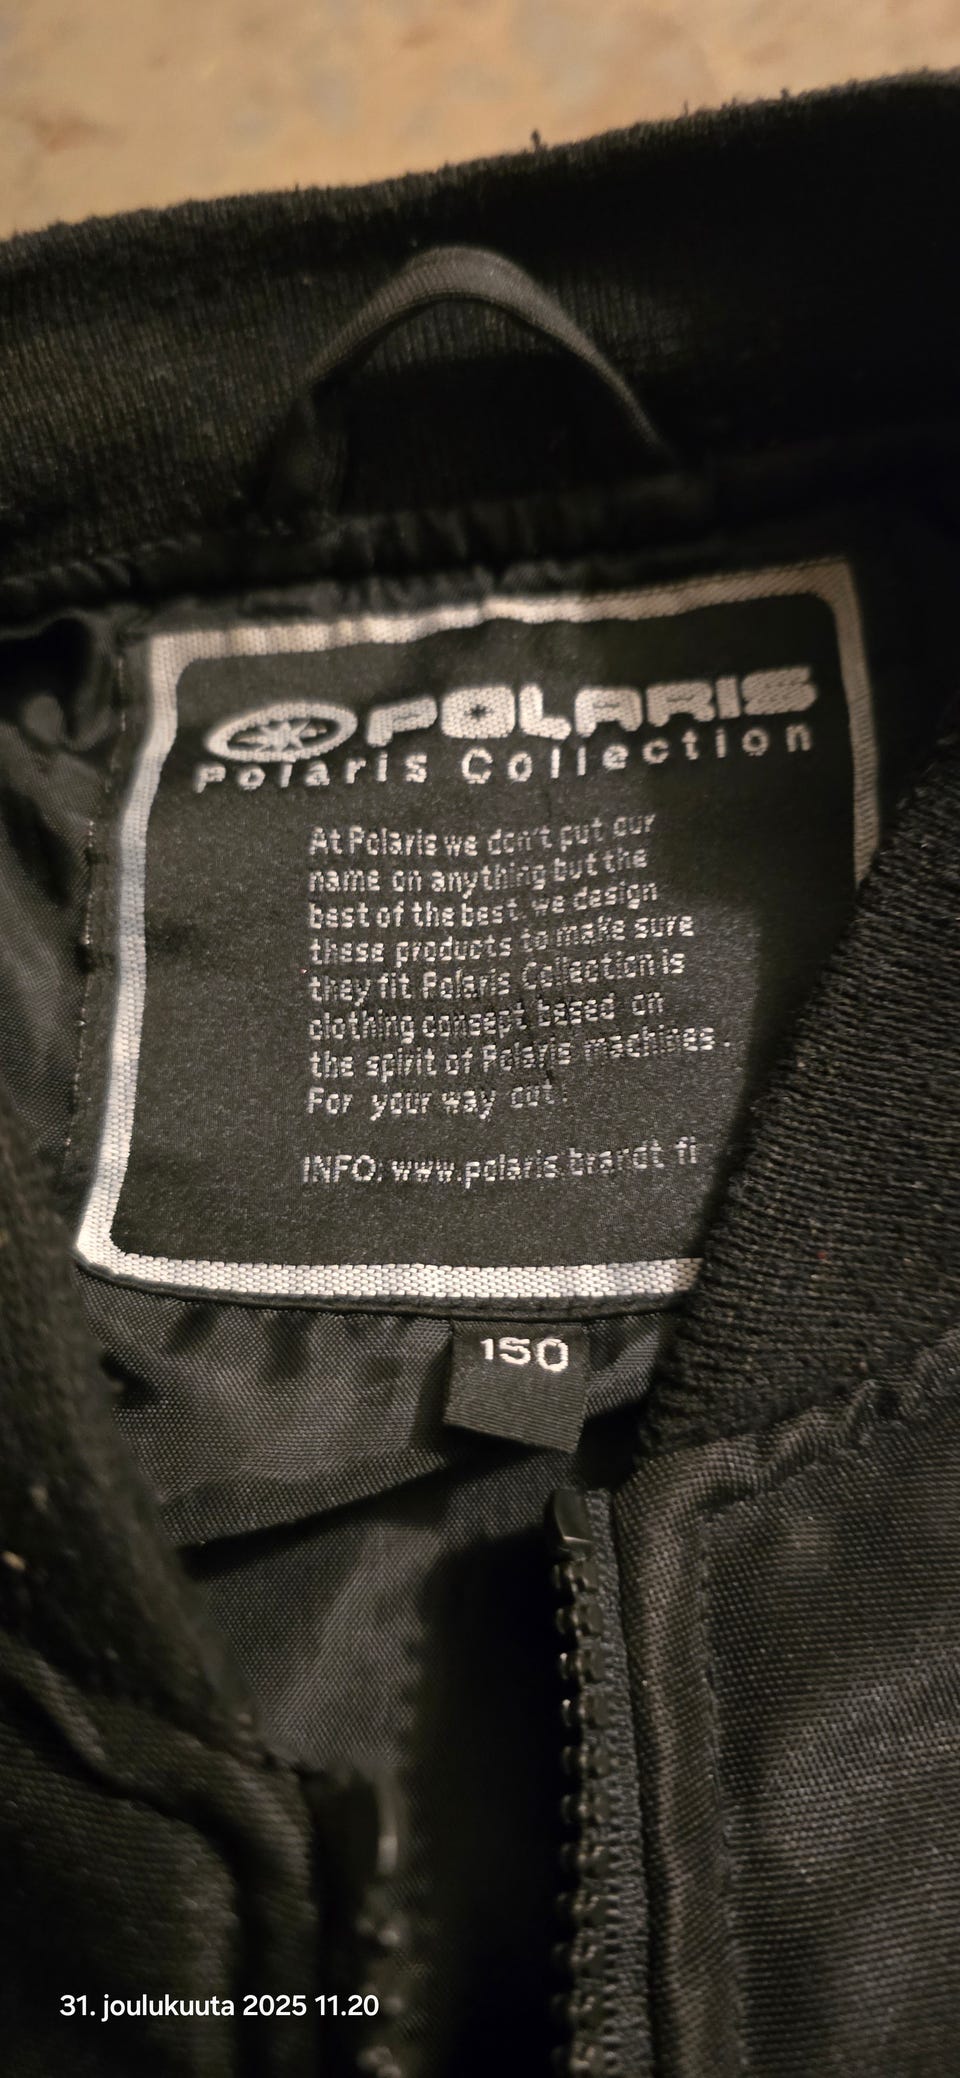 POLARIS
Polaris Collection
At Polaris we don't put our
name on anything but the
best of the best. we design
these products to make sure
they fit Polaris Collection is
clothing concept based on
the spirit of Polaris machines.
For your way out.
INFO: www.polaris.brandt.fi
150
31. joulukuuta 2025 11.20